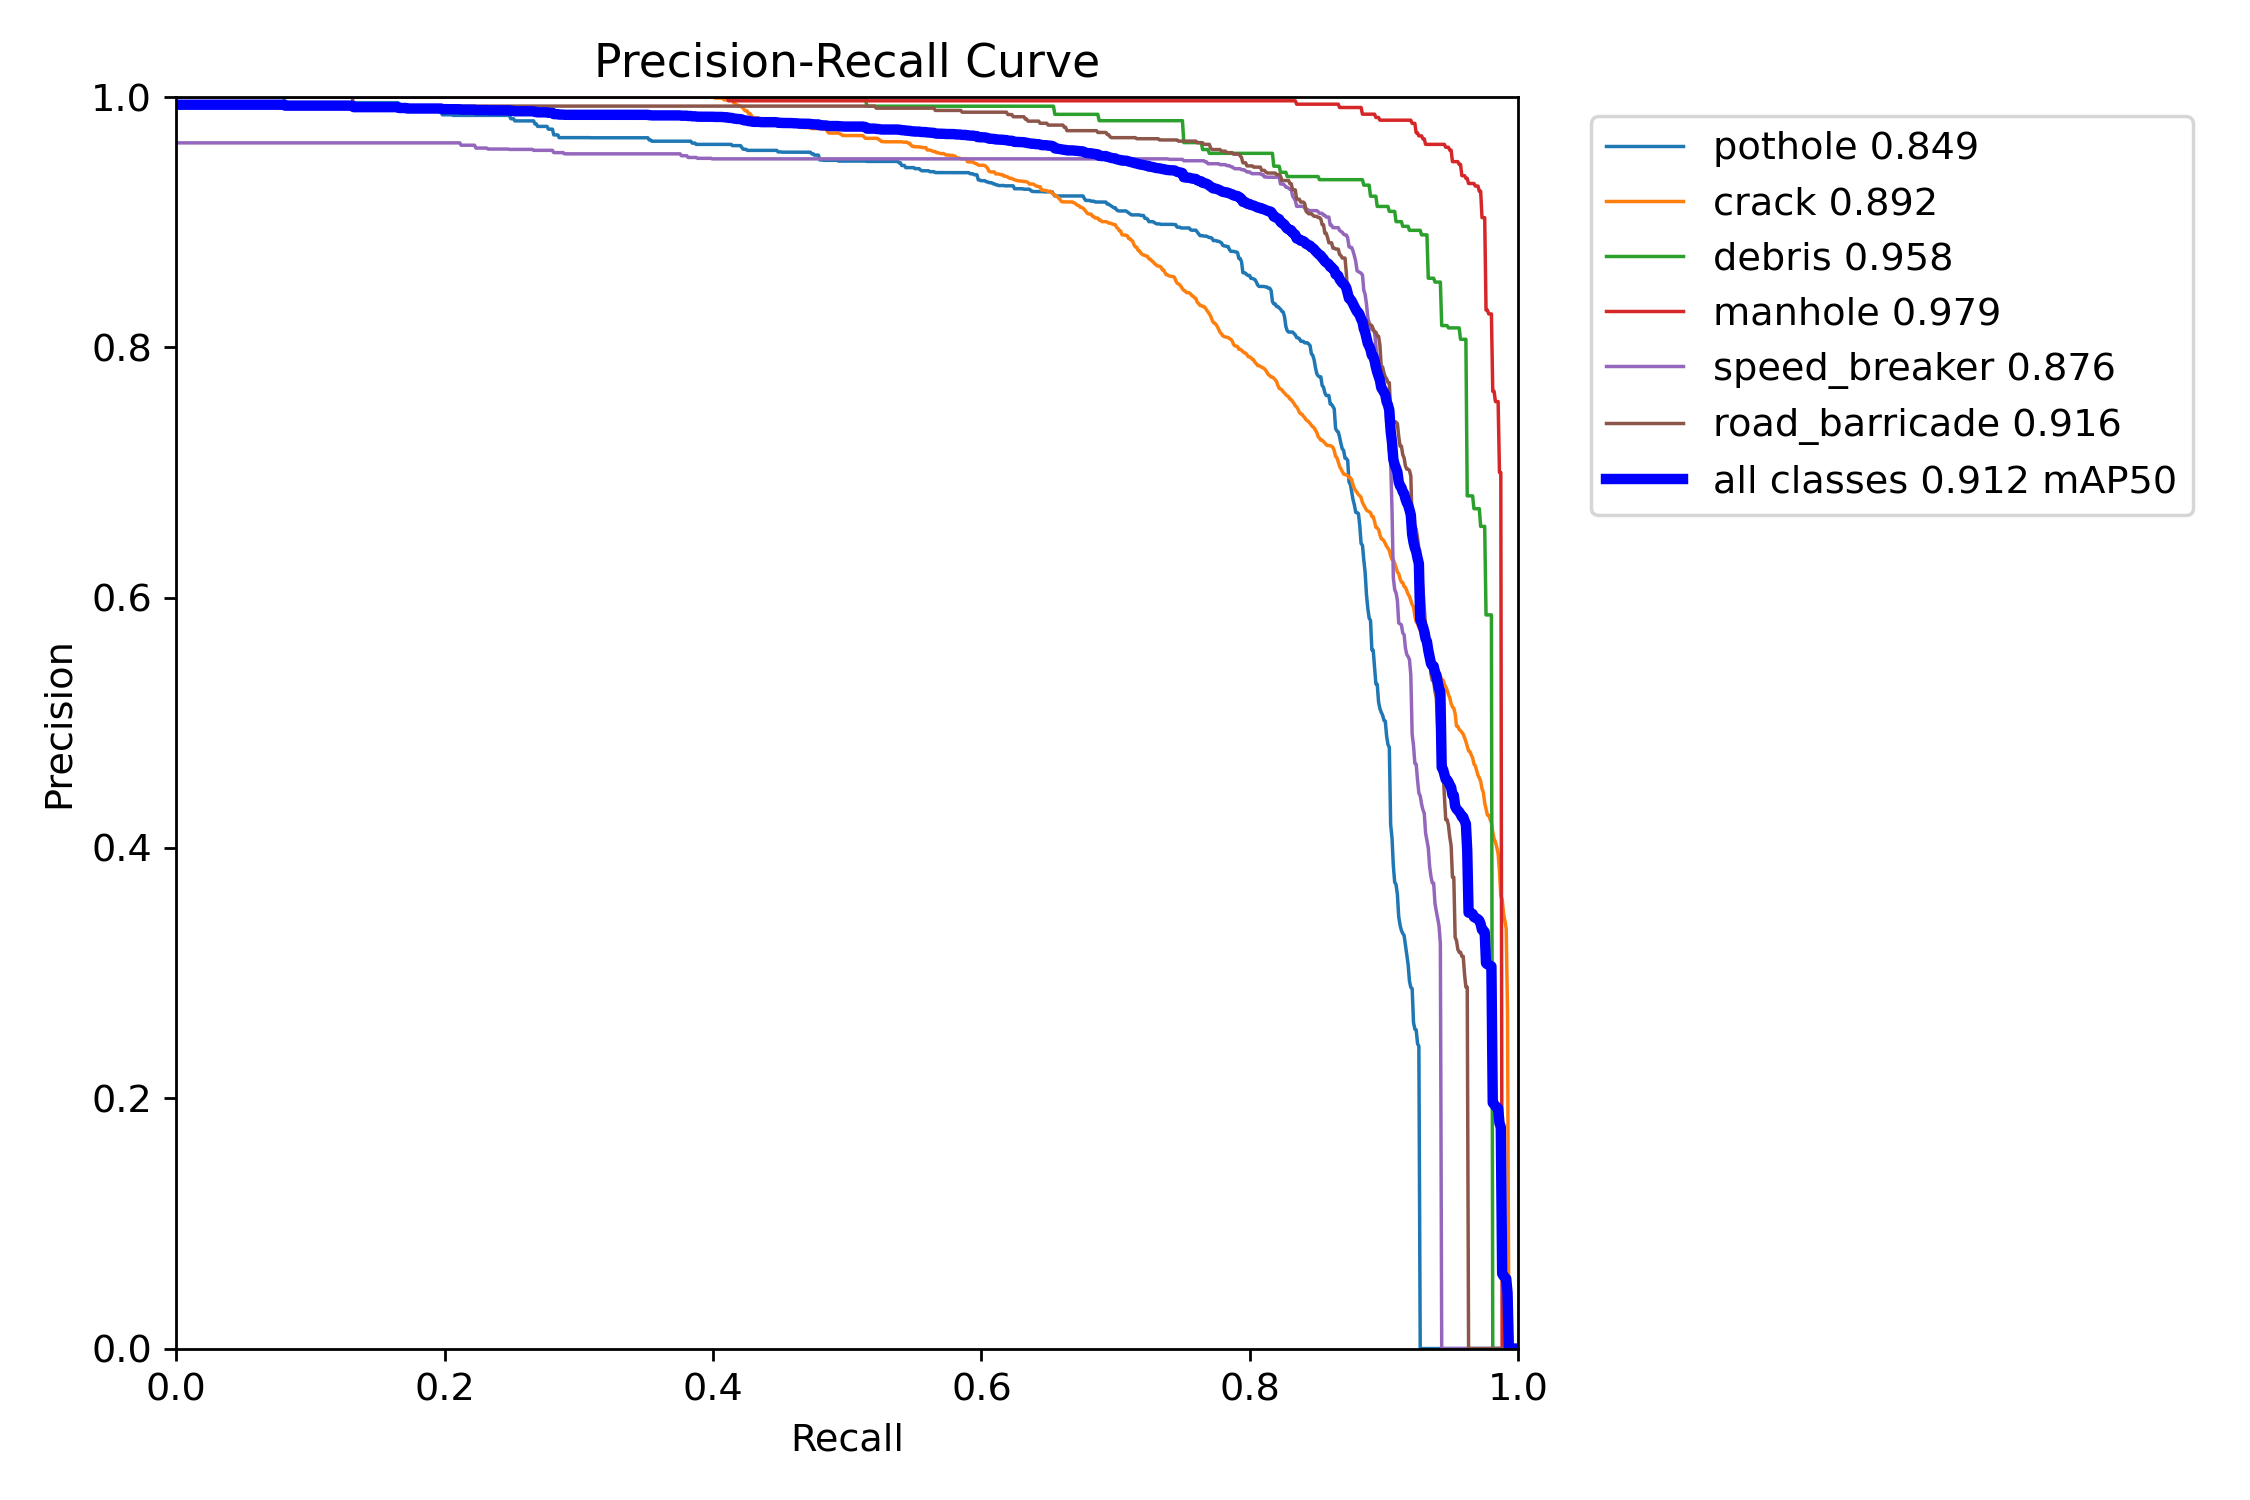 Precision-Recall Curve
1.0
0.8
0.6
0.4
0.2
0.0
Precision
0.0 0.2 0.4 0.6 0.8 1.0
Recall
pothole 0.849
crack 0.892
debris 0.958
manhole 0.979
speed_breaker 0.876
road_barricade 0.916
all classes 0.912 mAP50